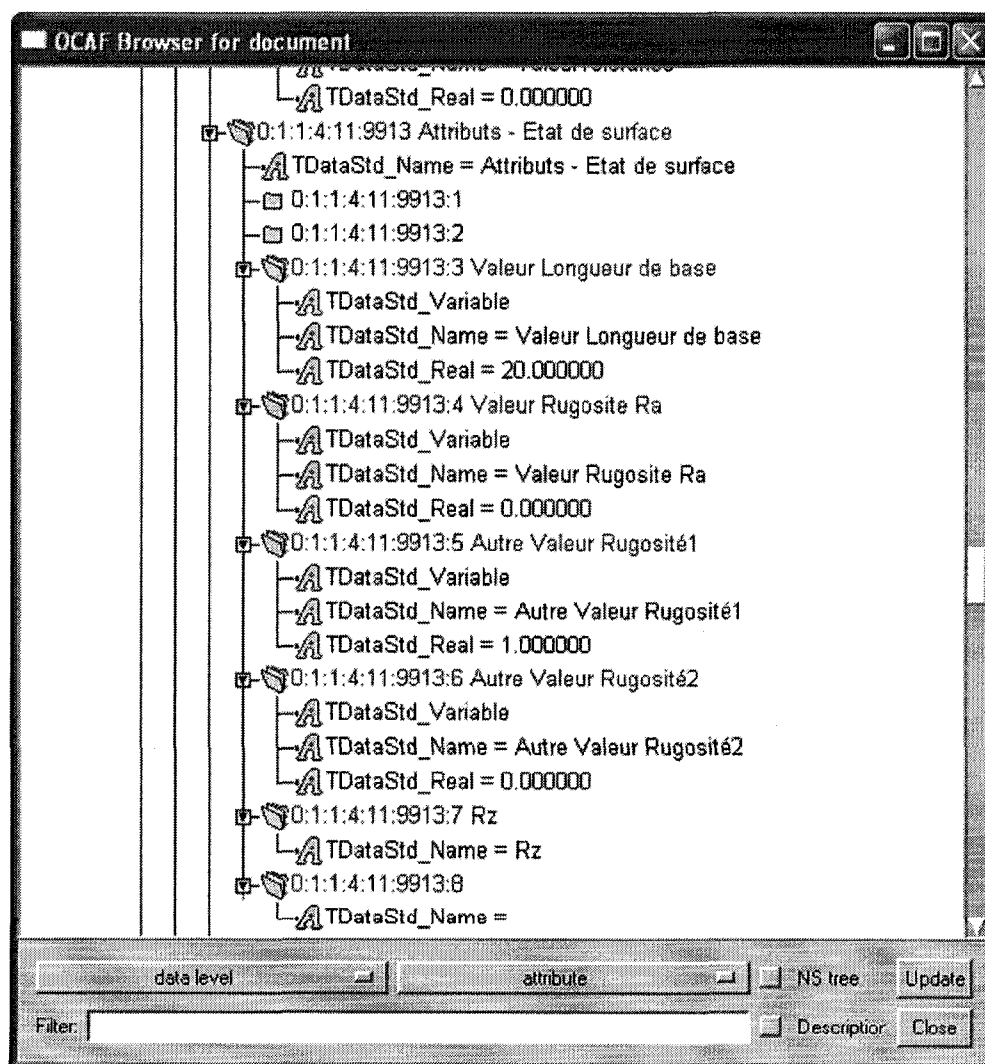 OCAF Browser for document
TDataStd_Real = 0.000000
0:1:1:4:11:9913 Attributs - Etat de surface
TDataStd_Name = Attributs - Etat de surface
0:1:1:4:11:9913:1
0:1:1:4:11:9913:2
0:1:1:4:11:9913:3 Valeur Longueur de base
TDataStd_Variable
TDataStd_Name = Valeur Longueur de base
TDataStd_Real = 20.000000
0:1:1:4:11:9913:4 Valeur Rugosite Ra
TDataStd_Variable
TDataStd_Name = Valeur Rugosite Ra
TDataStd_Real = 0.000000
0:1:1:4:11:9913:5 Autre Valeur Rugosité1
TDataStd_Variable
TDataStd_Name = Autre Valeur Rugosité1
TDataStd_Real = 1.000000
0:1:1:4:11:9913:6 Autre Valeur Rugosité2
TDataStd_Variable
TDataStd_Name = Autre Valeur Rugosité2
TDataStd_Real = 0.000000
0:1:1:4:11:9913:7 Rz
TDataStd_Name = Rz
0:1:1:4:11:9913:8
TDataStd_Name =
data level attribute NS tree Update
Filter: Descriptior Close